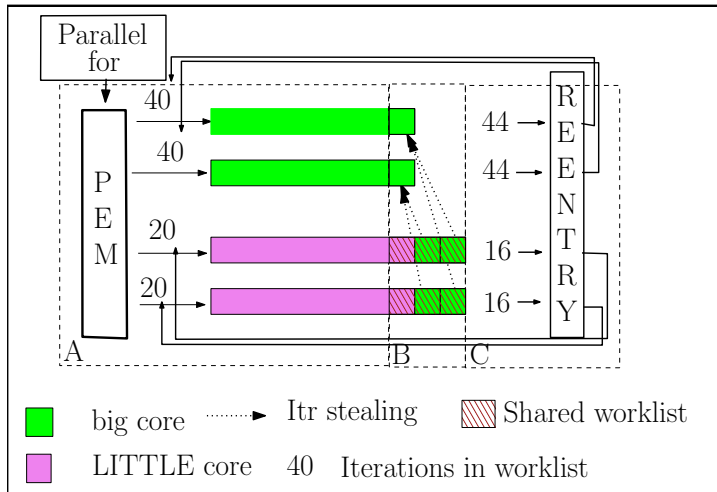 Parallel
for
40
40
20
20
P
E
M
44
44
16
16
R
E
E
N
T
R
Y
A
B
C
big core
Itr stealing
Shared worklist
LITTLE core
40 Iterations in worklist